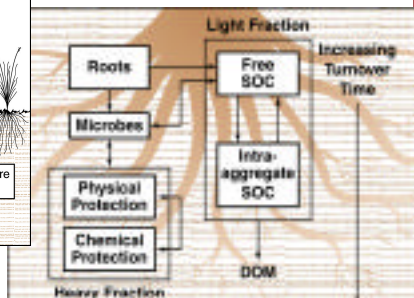 Light Fraction
Increasing
Turnover
Time
Roots
Free
SOC
Microbes
Intra-
aggregate
SOC
Physical
Protection
Chemical
Protection
DOM
Heavy Fraction
re